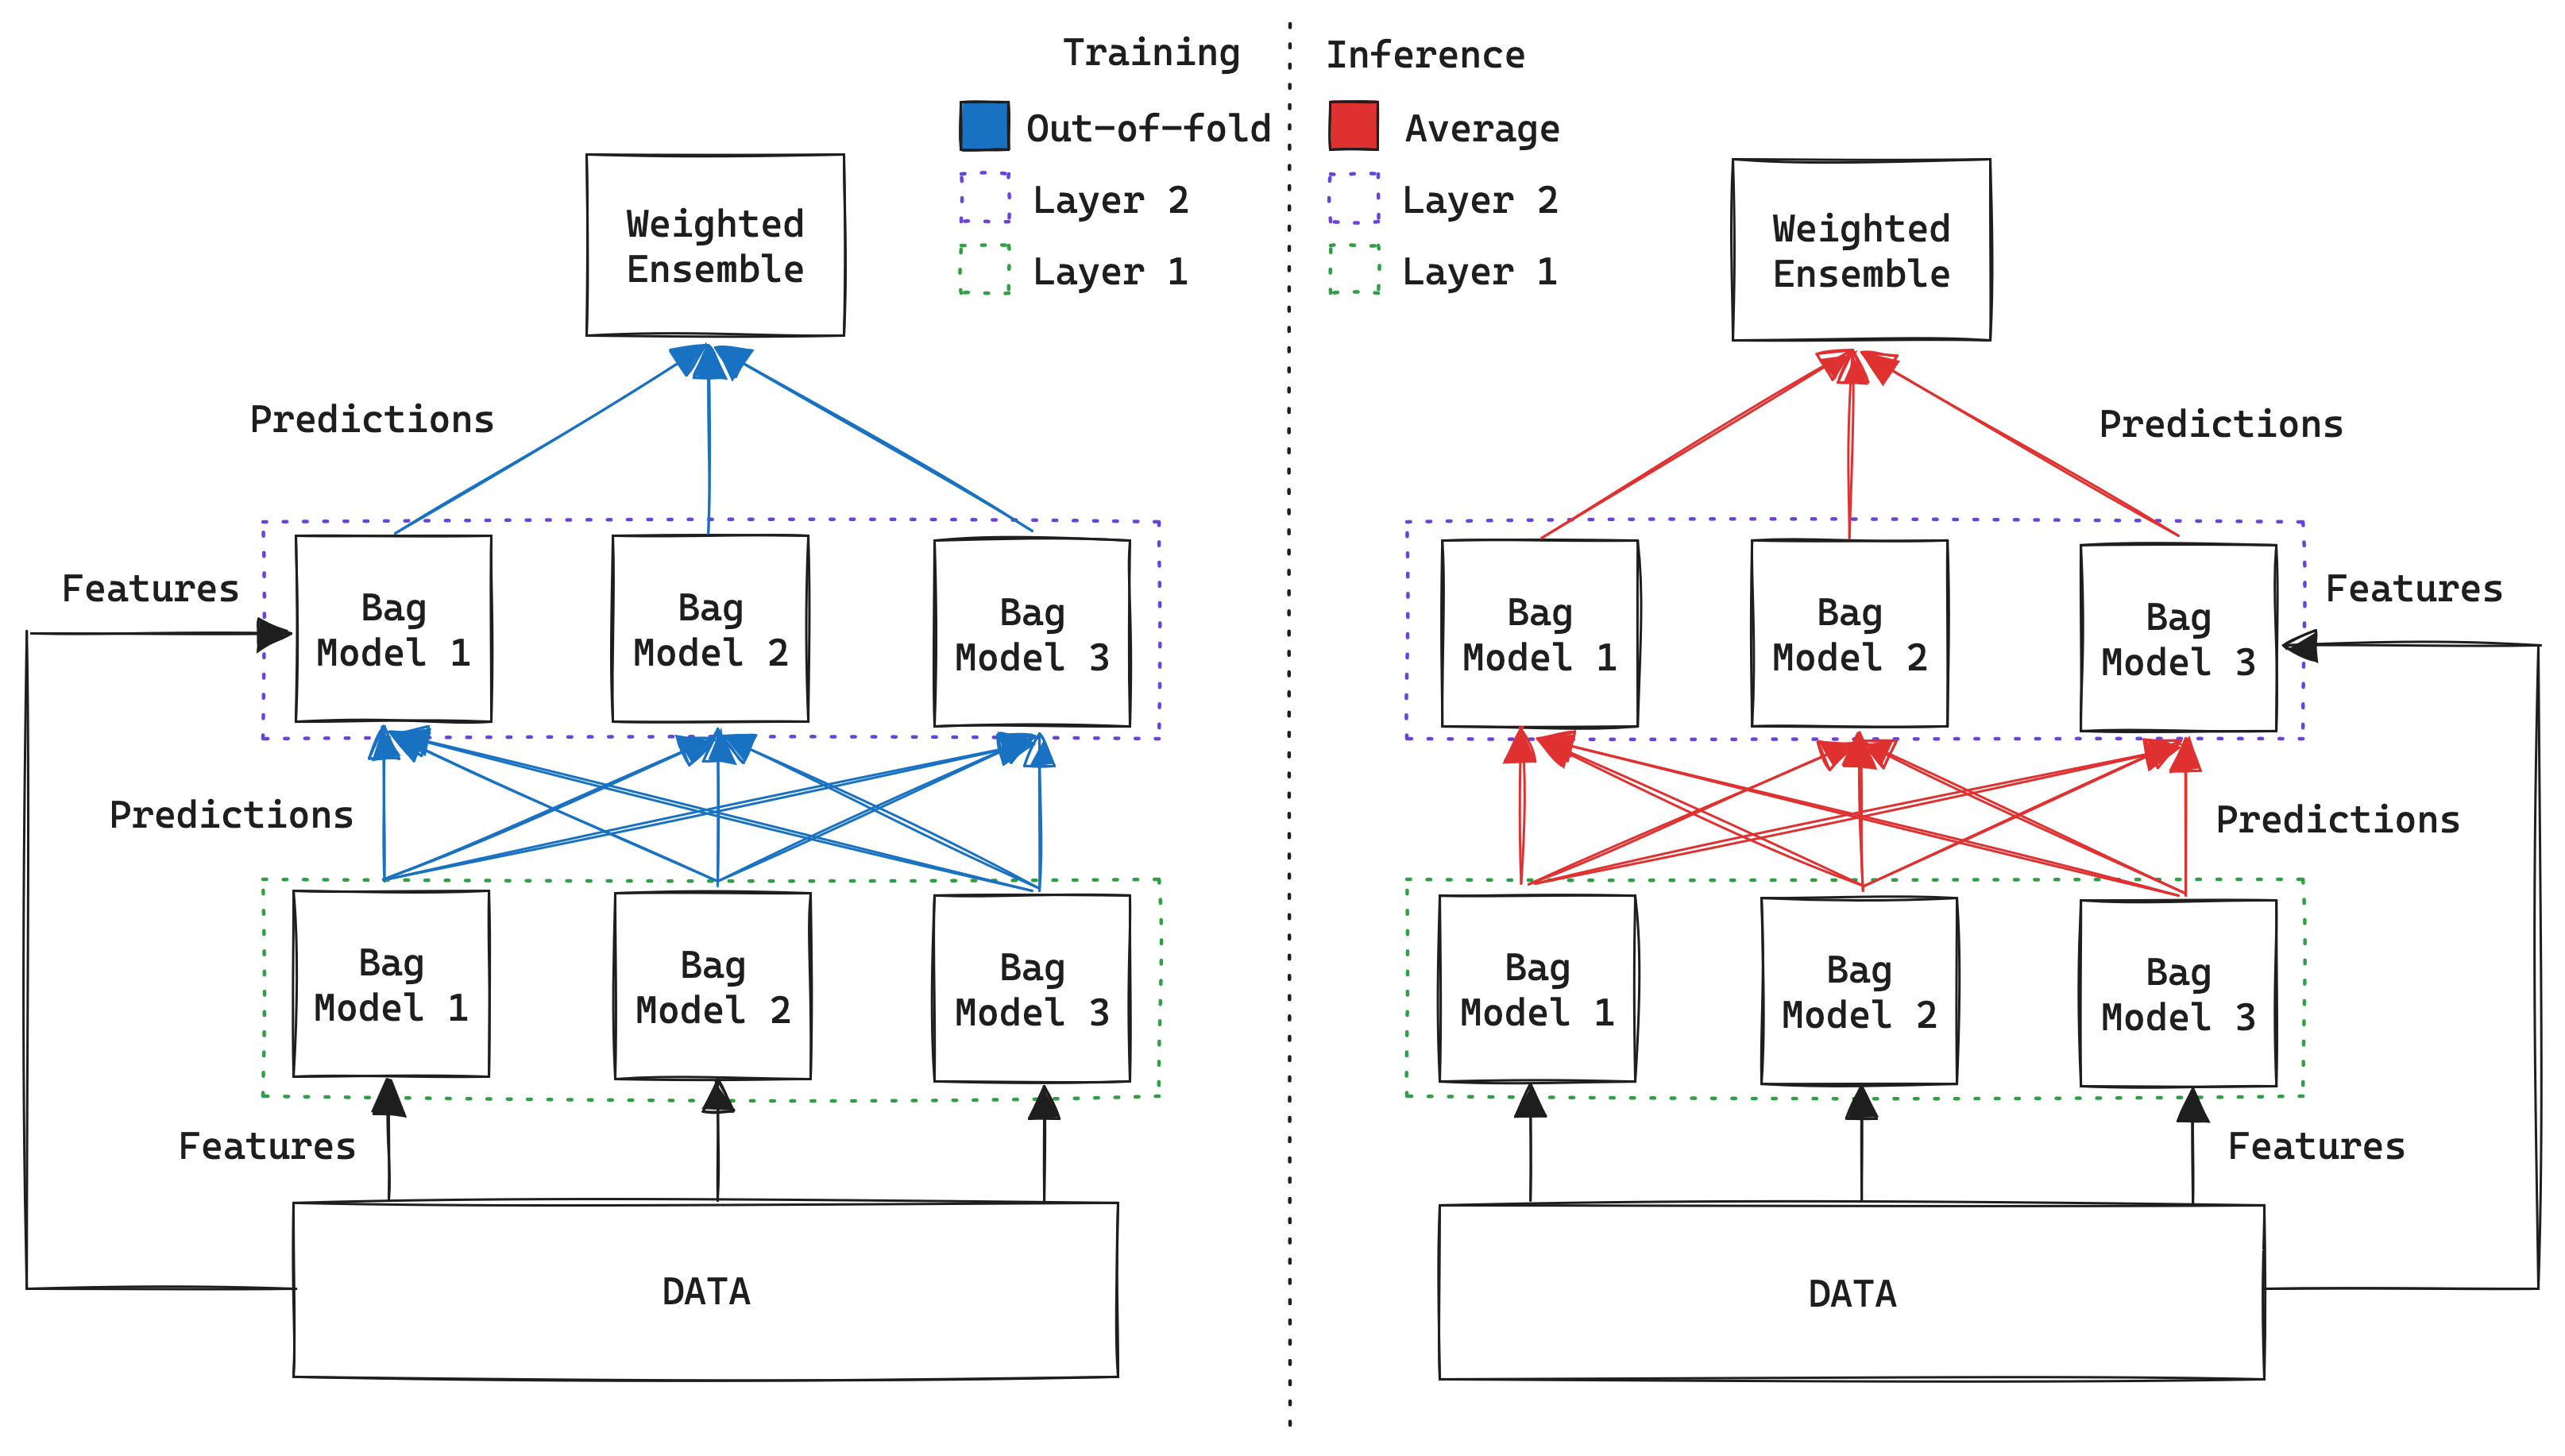 Training
Out-of-fold
Layer 2
Layer 1
Weighted
Ensemble
Predictions
Features
Bag
Model 1
Bag
Model 2
Bag
Model 3
Predictions
Bag
Model 1
Bag
Model 2
Bag
Model 3
Features
DATA
Inference
Average
Layer 2
Layer 1
Weighted
Ensemble
Predictions
Bag
Model 1
Bag
Model 2
Bag
Model 3
Features
Predictions
Bag
Model 1
Bag
Model 2
Bag
Model 3
Features
DATA